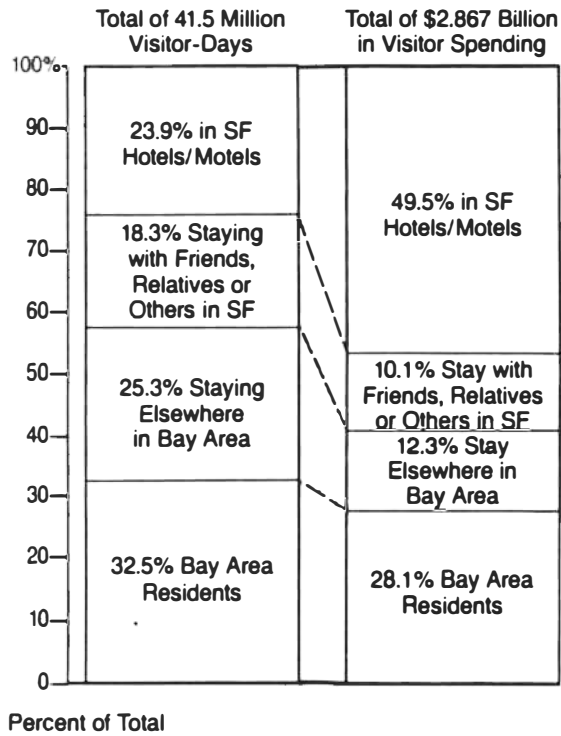 Total of 41.5 Million
Visitor-Days
Total of $2.867 Billion
in Visitor Spending
100%
90
80
70
60
50
40
30
20
10
0
23.9% in SF
Hotels/Motels
18.3% Staying
with Friends,
Relatives or
Others in SF
25.3% Staying
Elsewhere
in Bay Area
32.5% Bay Area
Residents
49.5% in SF
Hotels/Motels
10.1% Stay with
Friends, Relatives
or Others in SF
12.3% Stay
Elsewhere in
Bay Area
28.1% Bay Area
Residents
Percent of Total